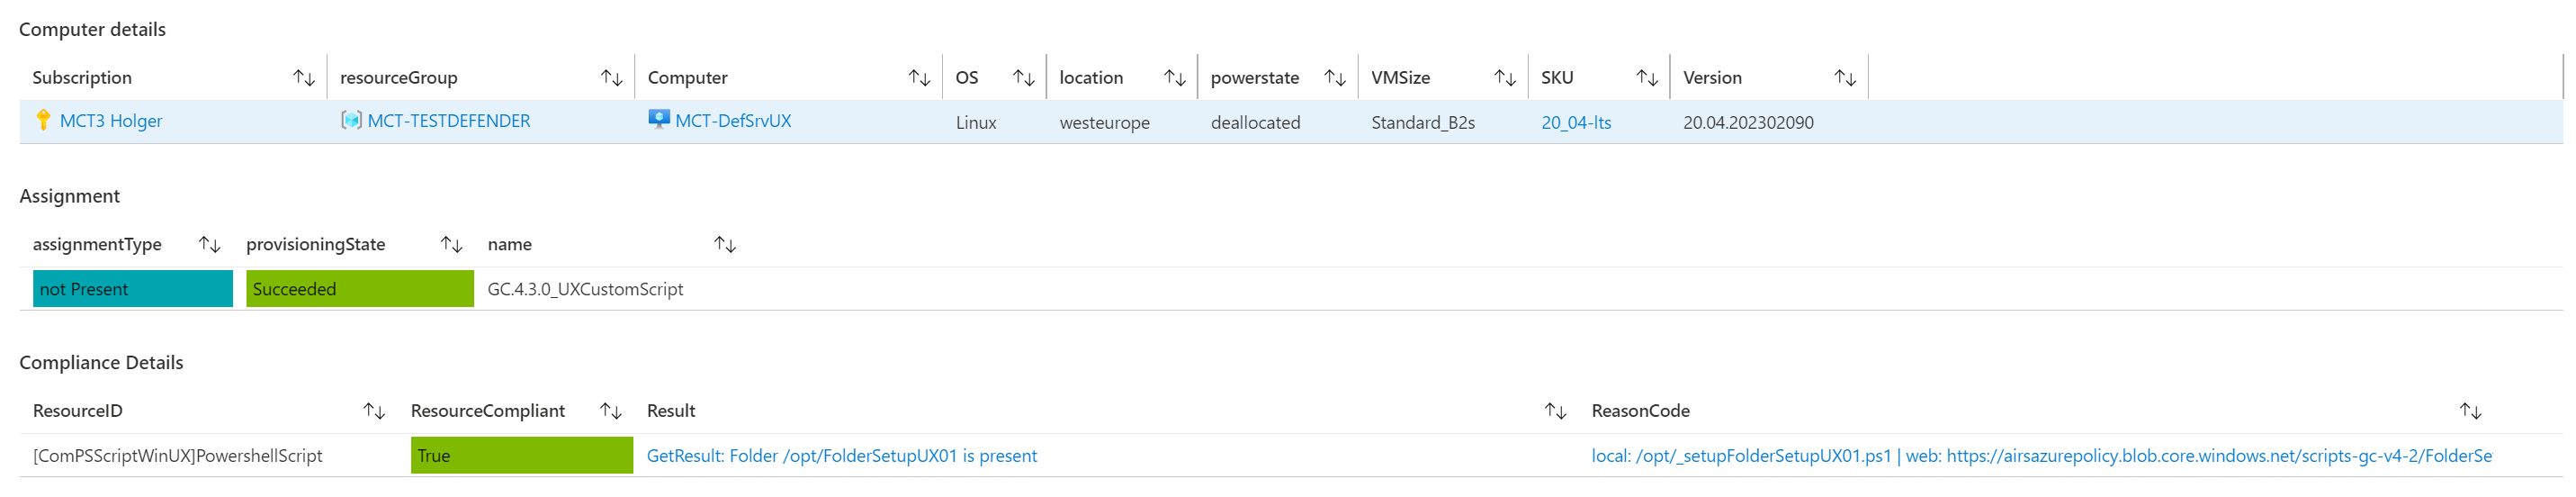 Computer details
Subscription resourceGroup Computer OS location powerstate VMSize SKU Version
MCT3 Holger MCT-TESTDEFENDER MCT-DefSrvUX Linux westeurope deallocated Standard_B2s 20_04-lts 20.04.202302090
Assignment
assignmentType provisioningState name
not Present Succeeded GC.4.3.0_UXCustomScript
Compliance Details
ResourceID ResourceCompliant Result ReasonCode
[ComPSScriptWinUX]PowershellScript True GetResult: Folder /opt/FolderSetupUX01 is present local: /opt/_setupFolderSetupUX01.ps1 | web: https://airsazurepolicy.blob.core.windows.net/scripts-gc-v4-2/FolderSe